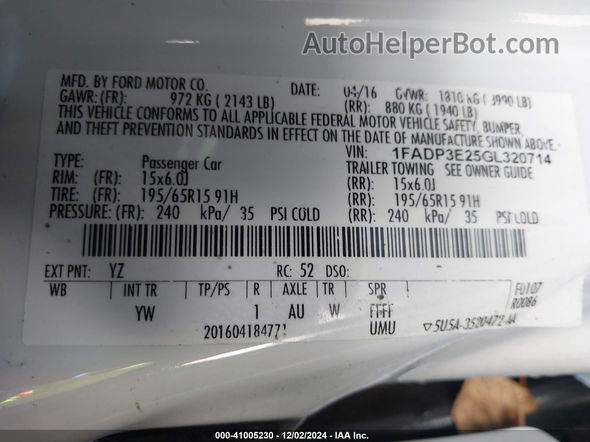 AutoHelperBot.com
MFD. BY FORD MOTOR CO. DATE: 04/16 GVWR: 1810 KG ( 3990 LB)
GAWR: (FR): 972 KG ( 2143 LB) (RR): 880 KG ( 1940 LB)
THIS VEHICLE CONFORMS TO ALL APPLICABLE FEDERAL MOTOR VEHICLE SAFETY, BUMPER,
AND THEFT PREVENTION STANDARDS IN EFFECT ON THE DATE OF MANUFACTURE SHOWN ABOVE.
VIN: 1FADP3E25GL320714
TYPE: Passenger Car TRAILER TOWING SEE OWNER GUIDE
RIM: (FR): 15x6.0J (RR): 15x6.0J
TIRE: (FR): 195/65R15 91H (RR): 195/65R15 91H
PRESSURE: (FR): 240 kPa/ 35 PSI COLD (RR): 240 kPa/ 35 PSI COLD
EXT PNT: YZ RC: 52 DSO:
WB INT TR TP/PS R AXLE TR SPR F0107
YW 1 AU W FFFF R0086
201604184771 UMU ▽5U5A-3520472-AA
000-41005230 - 12/02/2024 - IAA Inc.